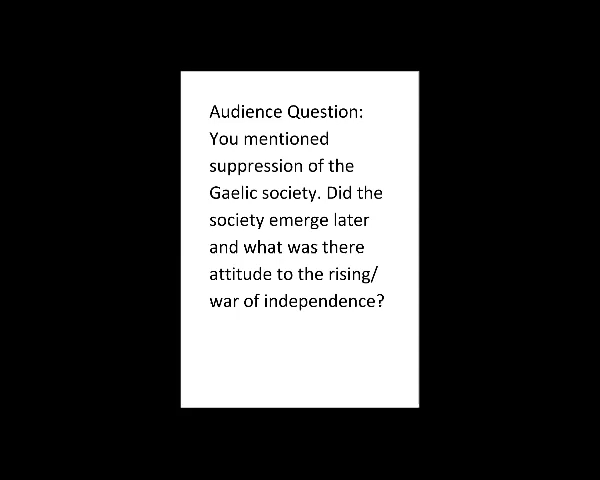 Audience Question:
You mentioned
suppression of the
Gaelic society. Did the
society emerge later
and what was there
attitude to the rising/
war of independence?